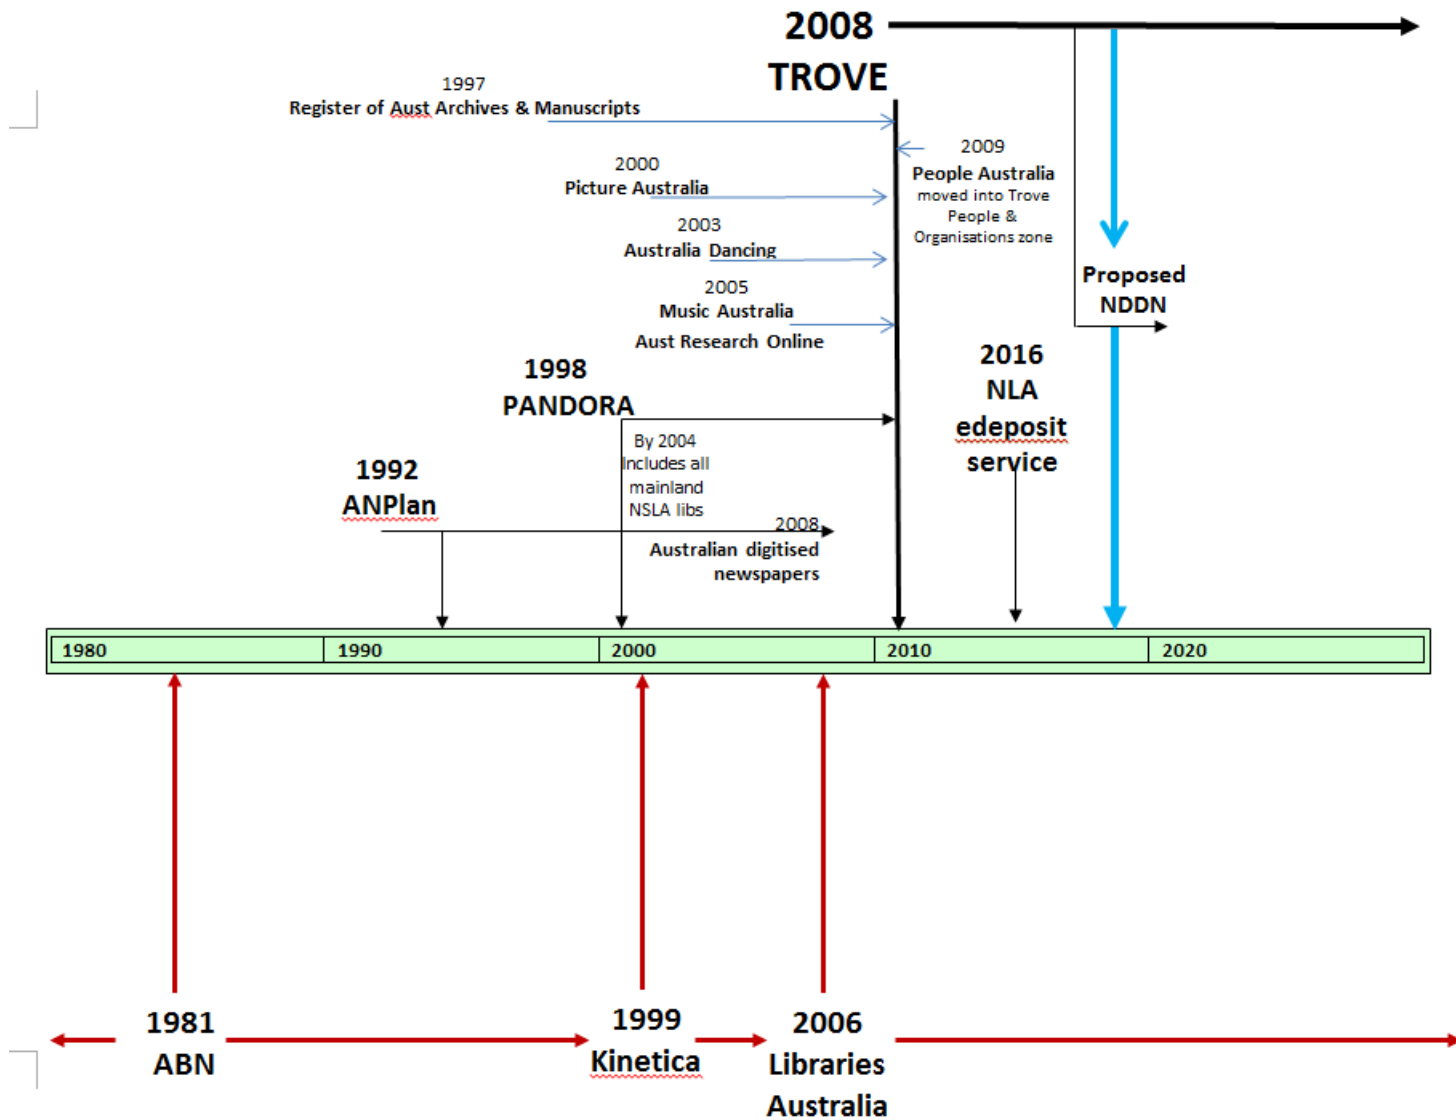 2008
TROVE
1997
Register of Aust Archives & Manuscripts
2009
People Australia
moved into Trove
People &
Organisations zone
2000
Picture Australia
2003
Australia Dancing
2005
Music Australia
Aust Research Online
Proposed
NDDN
1998
PANDORA
By 2004
Includes all
mainland
NSLA libs
2016
NLA
edeposit
service
1992
ANPlan
2008
Australian digitised
newspapers
1980 1990 2000 2010 2020
1981
ABN
1999
Kinetica
2006
Libraries
Australia